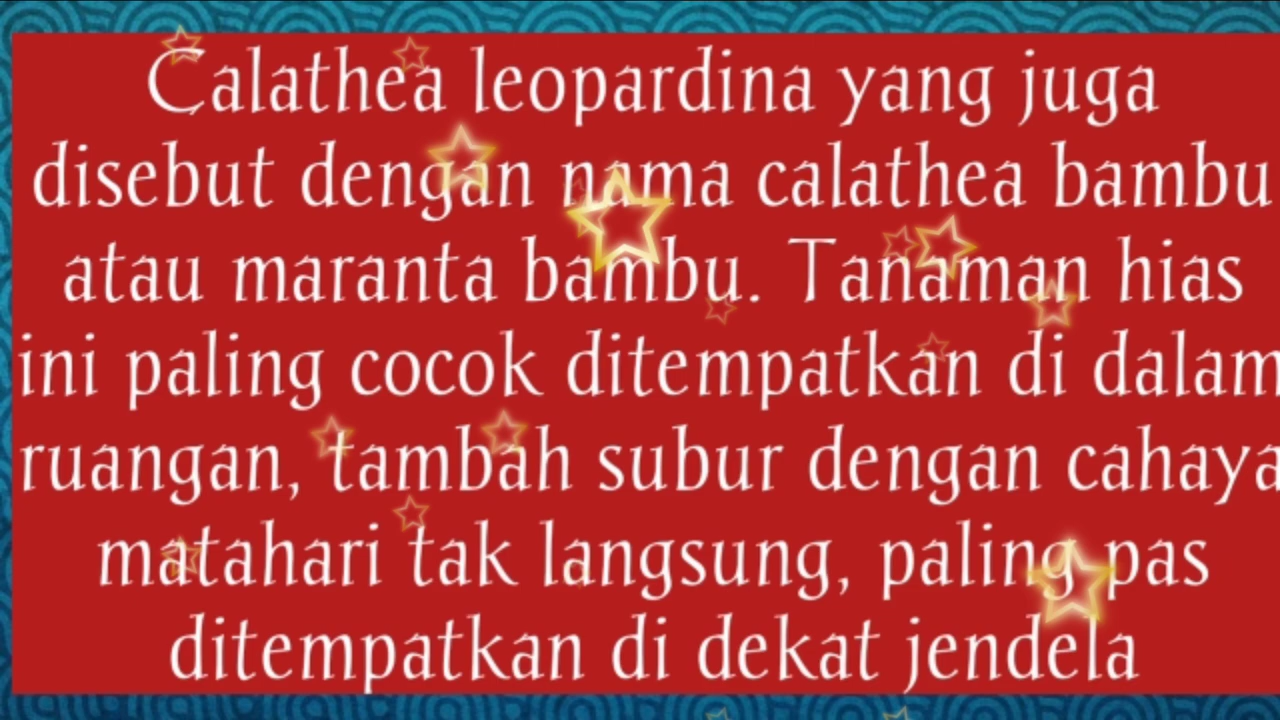 Calathea leopardina yang juga
disebut dengan nama calathea bambu
atau maranta bambu. Tanaman hias
ini paling cocok ditempatkan di dalam
ruangan, tambah subur dengan cahaya
matahari tak langsung, paling pas
ditempatkan di dekat jendela